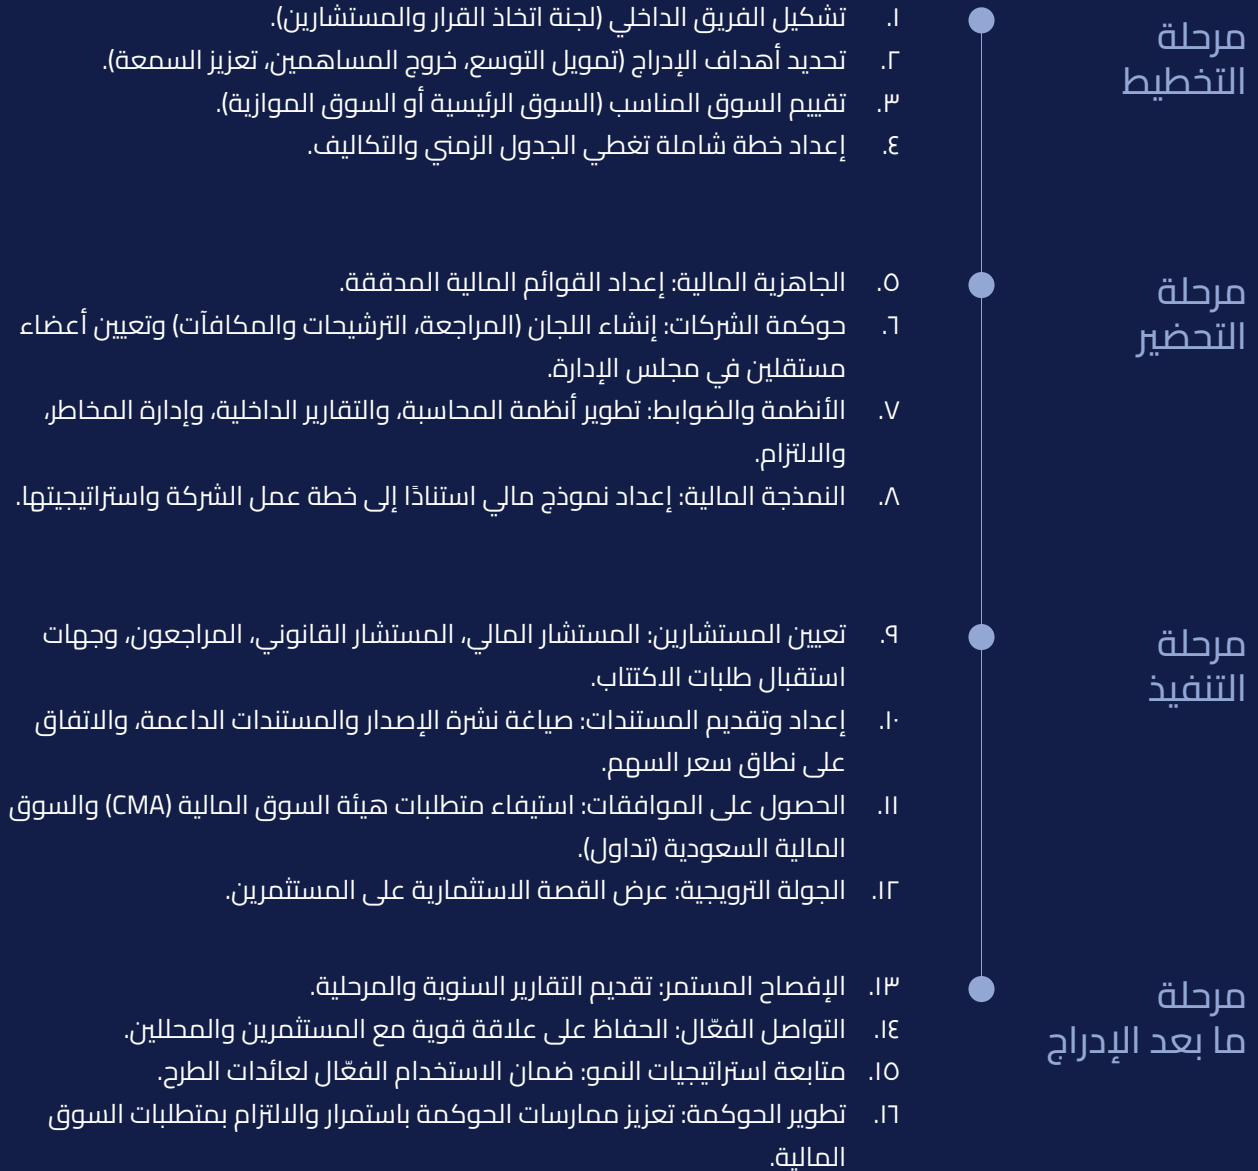 مرحلة
التخطيط
١. تشكيل الفريق الداخلي (لجنة اتخاذ القرار والمستشارين).
٢. تحديد أهداف الإدراج (تمويل التوسع، خروج المساهمين، تعزيز السمعة).
٣. تقييم السوق المناسب (السوق الرئيسية أو السوق الموازية).
٤. إعداد خطة شاملة تغطي الجدول الزمني والتكاليف.
مرحلة
التحضير
٥. الجاهزية المالية: إعداد القوائم المالية المدققة.
٦. حوكمة الشركات: إنشاء اللجان (المراجعة، الترشيحات والمكافآت) وتعيين أعضاء
مستقلين في مجلس الإدارة.
٧. الأنظمة والضوابط: تطوير أنظمة المحاسبة، والتقارير الداخلية، وإدارة المخاطر،
والالتزام.
٨. النمذجة المالية: إعداد نموذج مالي استنادًا إلى خطة عمل الشركة واستراتيجيتها.
مرحلة
التنفيذ
٩. تعيين المستشارين: المستشار المالي، المستشار القانوني، المراجعون، وجهات
استقبال طلبات الاكتتاب.
١٠. إعداد وتقديم المستندات: صياغة نشرة الإصدار والمستندات الداعمة، والاتفاق
على نطاق سعر السهم.
١١. الحصول على الموافقات: استيفاء متطلبات هيئة السوق المالية (CMA) والسوق
المالية السعودية (تداول).
١٢. الجولة الترويجية: عرض القصة الاستثمارية على المستثمرين.
مرحلة
ما بعد الإدراج
١٣. الإفصاح المستمر: تقديم التقارير السنوية والمرحلية.
١٤. التواصل الفعّال: الحفاظ على علاقة قوية مع المستثمرين والمحللين.
١٥. متابعة استراتيجيات النمو: ضمان الاستخدام الفعّال لعائدات الطرح.
١٦. تطوير الحوكمة: تعزيز ممارسات الحوكمة باستمرار والالتزام بمتطلبات السوق
المالية.